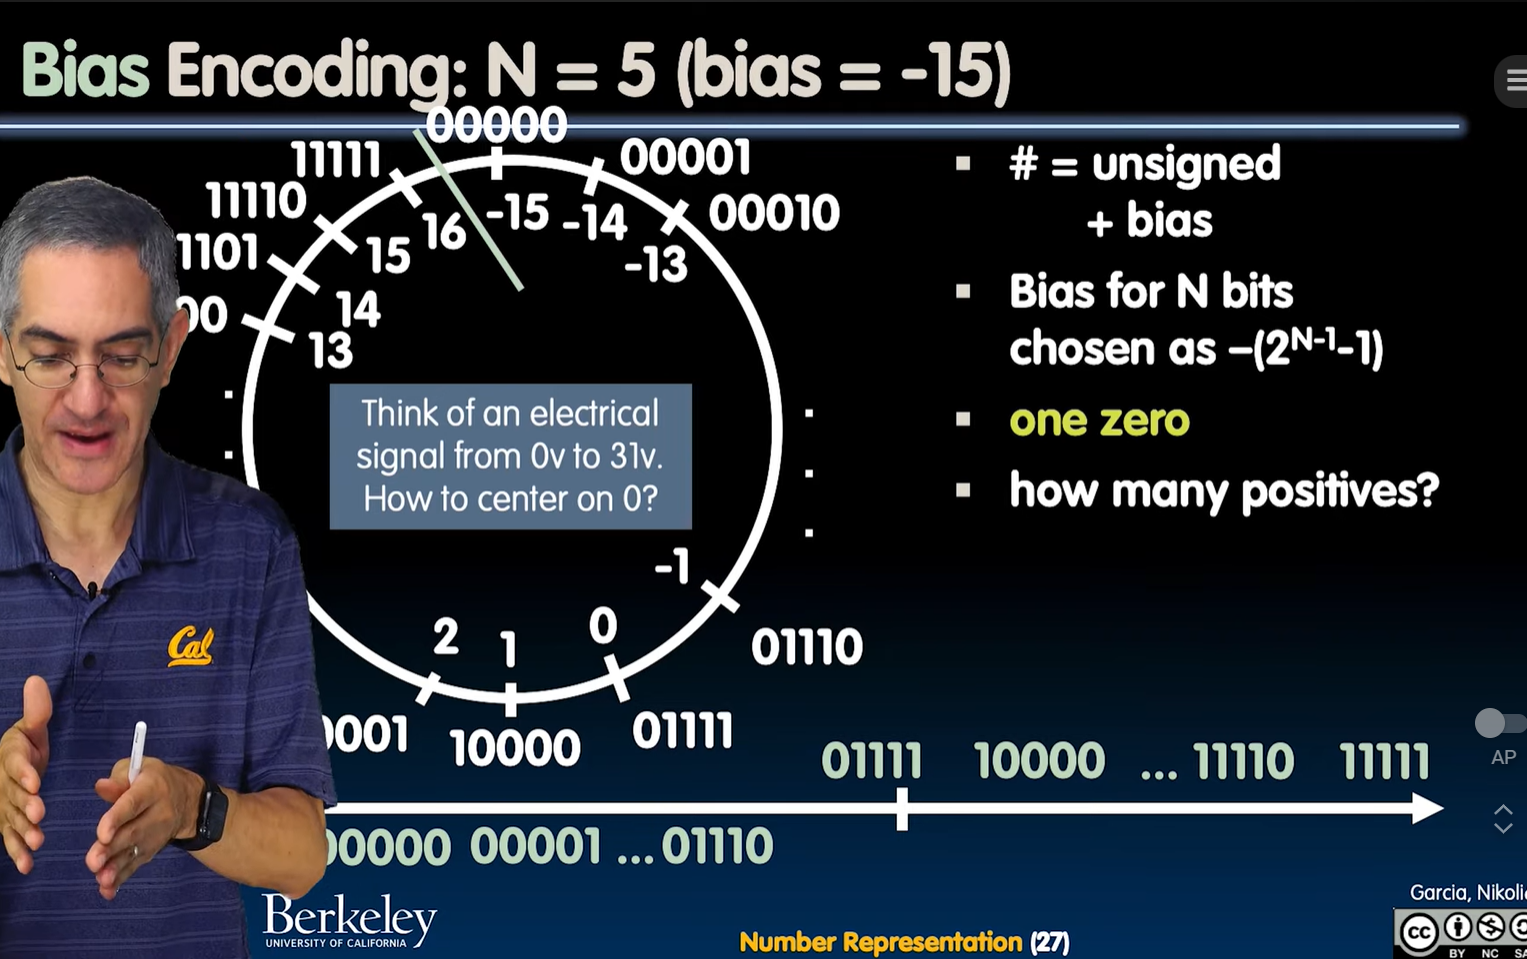 Bias Encoding: N = 5 (bias = -15)
00000
11111
00001
11110
00010
1101
00
16
-15
-14
15
-13
14
13
# = unsigned
+ bias
Bias for N bits
chosen as –(2ᴺ⁻¹-1)
one zero
how many positives?
Think of an electrical
signal from 0v to 31v.
How to center on 0?
-1
0
2
1
01110
0001
10000
01111
Cal
01111 10000 ... 11110 11111
00000 00001 ... 01110
AP
Berkeley
UNIVERSITY OF CALIFORNIA
Number Representation (27)
Garcia, Nikolić
cc
BY NC SA